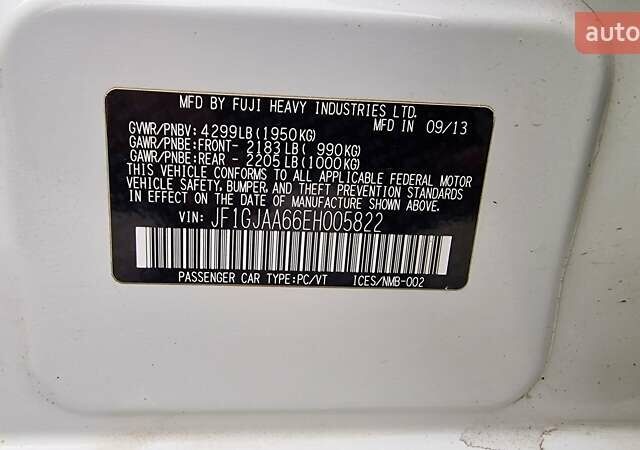 auto
MFD BY FUJI HEAVY INDUSTRIES LTD.
MFD IN 09/13
GVWR/PNBV: 4299LB(1950KG)
GAWR/PNBE:FRONT- 2183LB( 990KG)
GAWR/PNBE:REAR - 2205LB(1000KG)
THIS VEHICLE CONFORMS TO ALL APPLICABLE FEDERAL MOTOR
VEHICLE SAFETY, BUMPER, AND THEFT PREVENTION STANDARDS
IN EFFECT ON THE DATE OF MANUFACTURE SHOWN ABOVE.
VIN: JF1GJAA66EH005822
PASSENGER CAR TYPE:PC/VT ICES/NMB-002